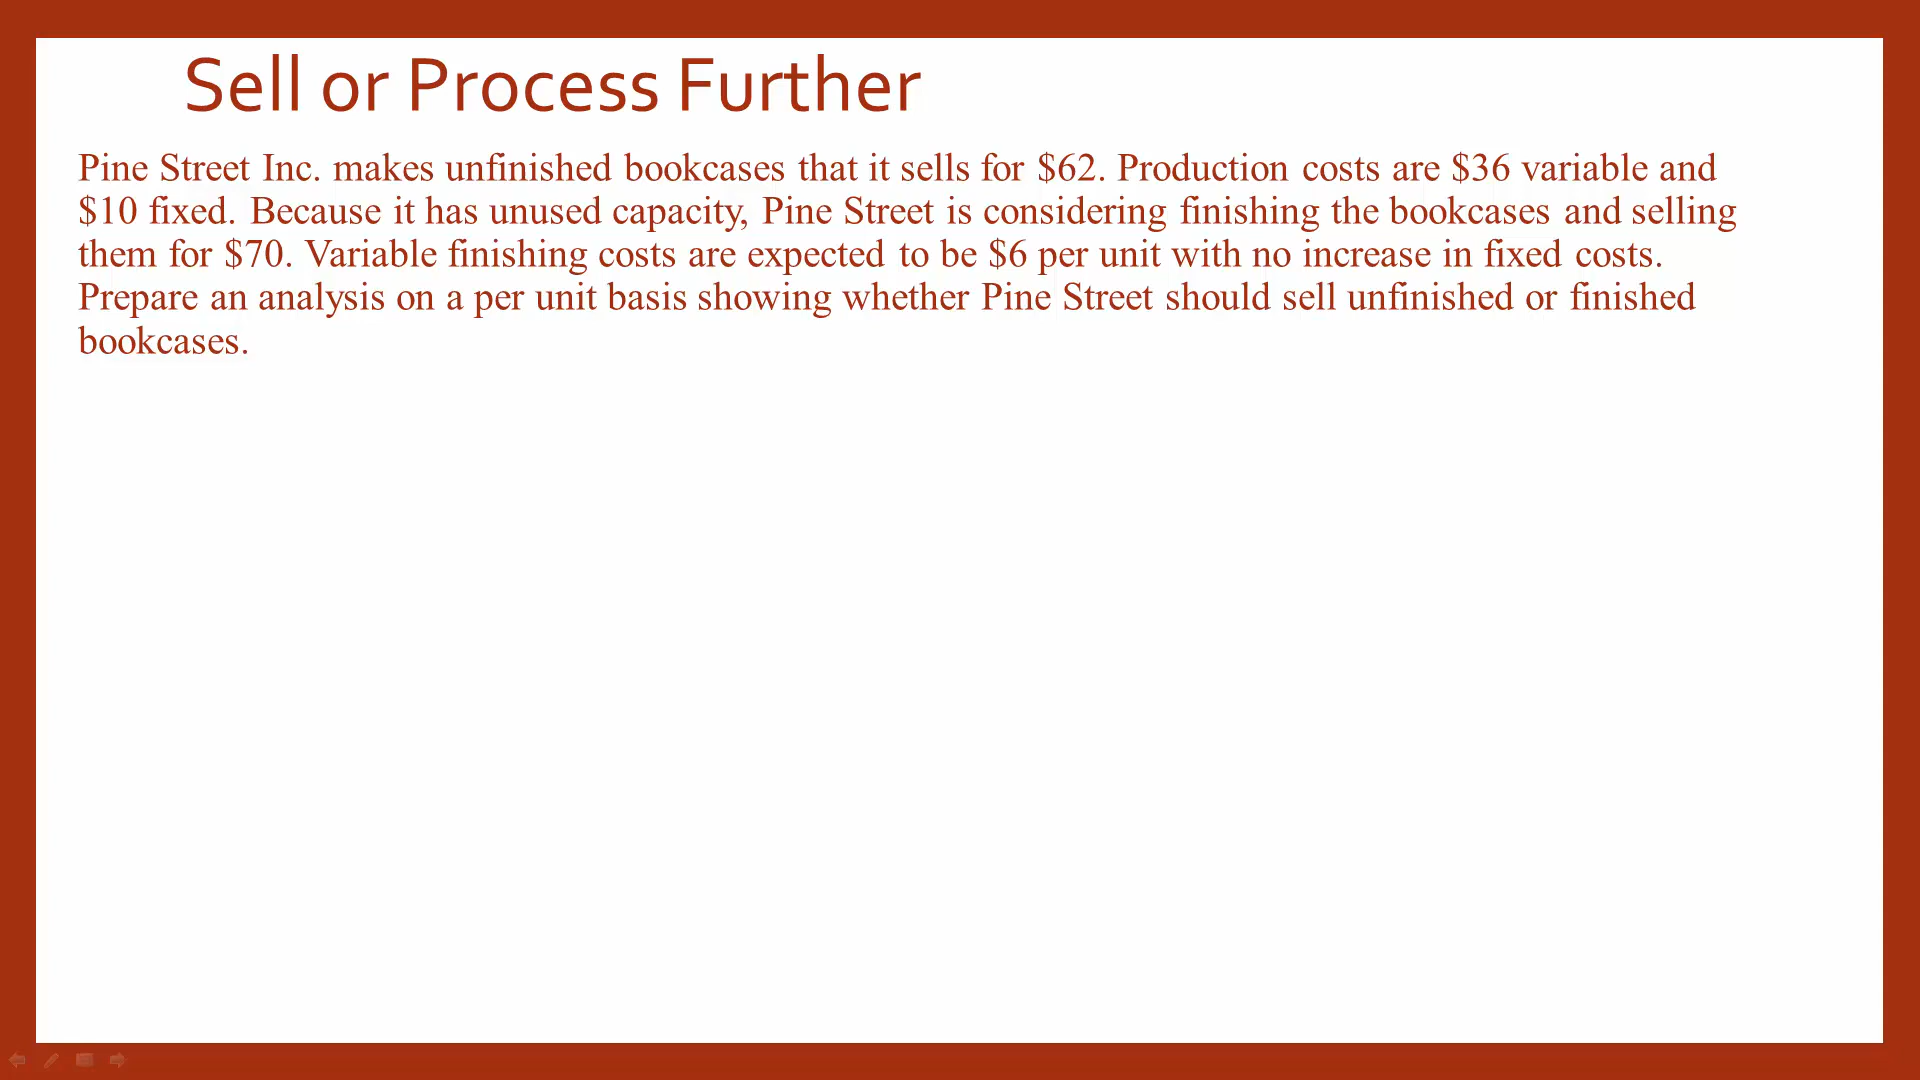 Sell or Process Further
Pine Street Inc. makes unfinished bookcases that it sells for $62. Production costs are $36 variable and
$10 fixed. Because it has unused capacity, Pine Street is considering finishing the bookcases and selling
them for $70. Variable finishing costs are expected to be $6 per unit with no increase in fixed costs.
Prepare an analysis on a per unit basis showing whether Pine Street should sell unfinished or finished
bookcases.